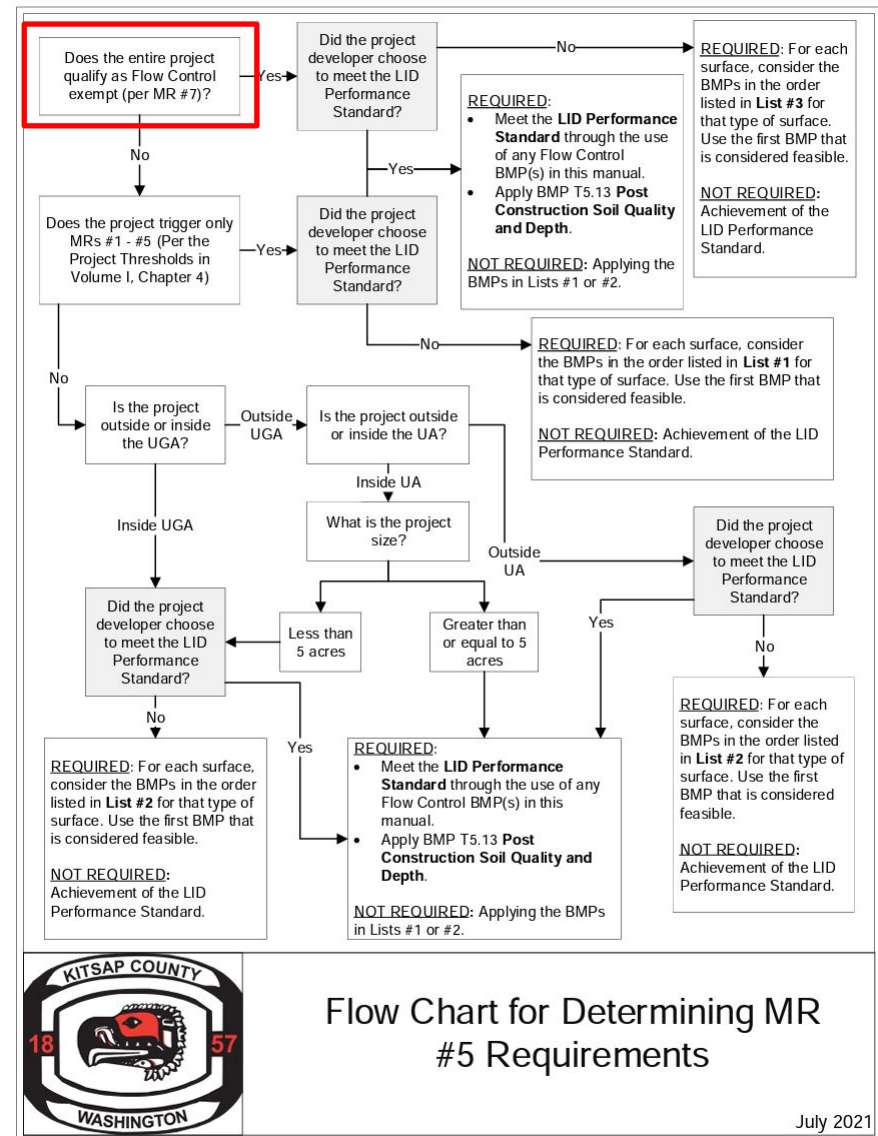 Does the entire project
qualify as Flow Control
exempt (per MR #7)?
Yes
Did the project
developer choose
to meet the LID
Performance
Standard?
No
REQUIRED: For each
surface, consider the
BMPs in the order
listed in List #3 for
that type of surface.
Use the first BMP that
is considered feasible.
NOT REQUIRED:
Achievement of the
LID Performance
Standard.
No
Yes
REQUIRED:
• Meet the LID Performance
Standard through the use
of any Flow Control
BMP(s) in this manual.
• Apply BMP T5.13 Post
Construction Soil Quality
and Depth.
NOT REQUIRED: Applying the
BMPs in Lists #1 or #2.
Does the project trigger only
MRs #1 - #5 (Per the
Project Thresholds in
Volume I, Chapter 4)
Yes
Did the project
developer choose
to meet the LID
Performance
Standard?
No
REQUIRED: For each surface, consider
the BMPs in the order listed in List #1 for
that type of surface. Use the first BMP that
is considered feasible.
NOT REQUIRED: Achievement of the LID
Performance Standard.
No
Is the project
outside or inside
the UGA?
Outside
UGA
Is the project outside
or inside the UA?
Inside UA
Inside UGA
What is the project
size?
Outside
UA
Did the project
developer choose
to meet the LID
Performance
Standard?
Did the project
developer choose
to meet the LID
Performance
Standard?
Less than
5 acres
Greater than
or equal to 5
acres
Yes
No
No
Yes
REQUIRED: For each surface,
consider the BMPs in the order
listed in List #2 for that type of
surface. Use the first BMP that
is considered feasible.
NOT REQUIRED:
Achievement of the LID
Performance Standard.
REQUIRED:
• Meet the LID Performance
Standard through the use of any
Flow Control BMP(s) in this
manual.
• Apply BMP T5.13 Post
Construction Soil Quality and
Depth.
NOT REQUIRED: Applying the BMPs
in Lists #1 or #2.
REQUIRED: For each
surface, consider the
BMPs in the order listed
in List #2 for that type of
surface. Use the first
BMP that is considered
feasible.
NOT REQUIRED:
Achievement of the LID
Performance Standard.
KITSAP COUNTY
18 57
WASHINGTON
Flow Chart for Determining MR
#5 Requirements
July 2021